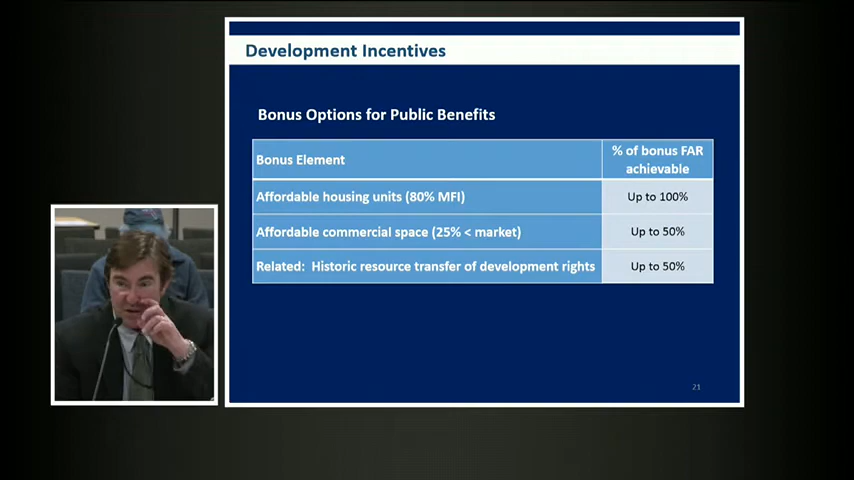 Development Incentives
Bonus Options for Public Benefits
Bonus Element
% of bonus FAR
achievable
Affordable housing units (80% MFI)
Up to 100%
Affordable commercial space (25% < market)
Up to 50%
Related: Historic resource transfer of development rights
Up to 50%
21